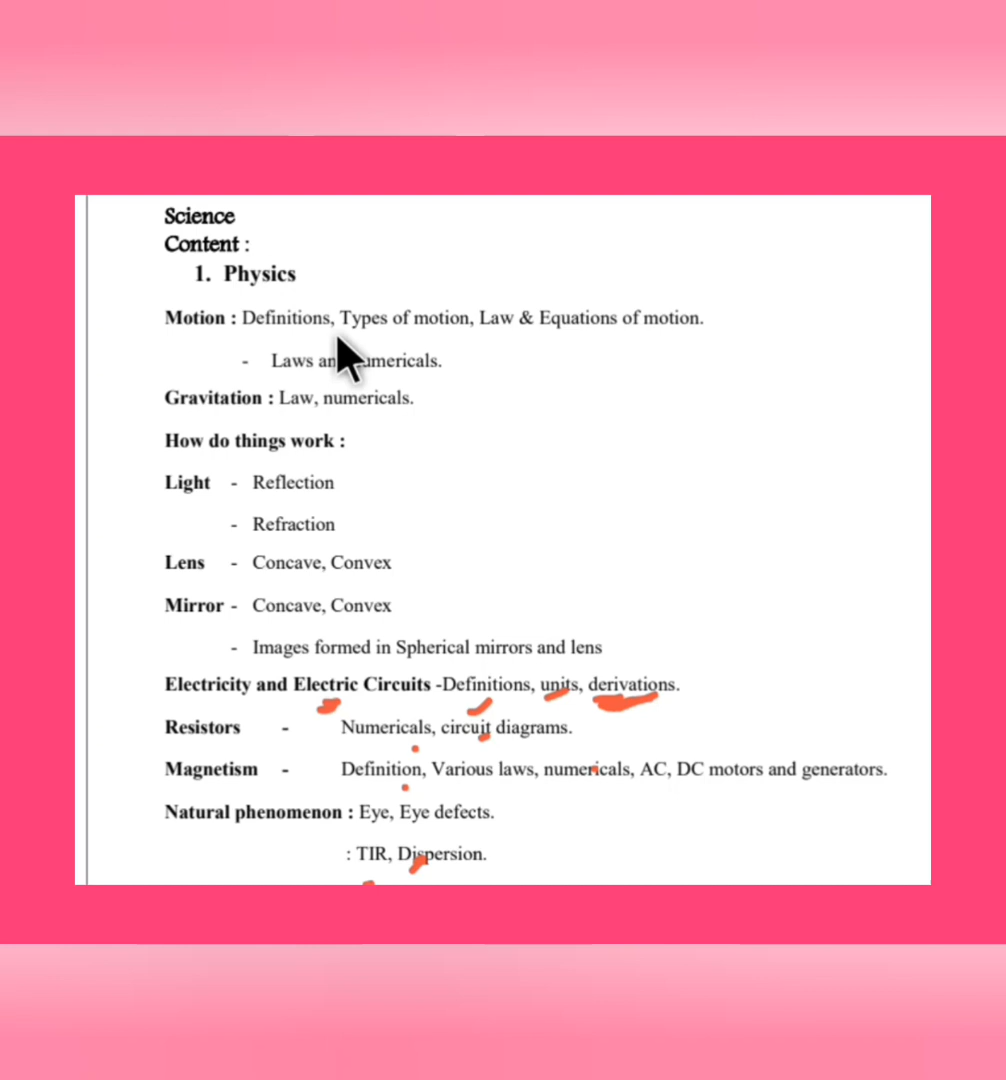 Science
Content :
1. Physics
Motion : Definitions, Types of motion, Law & Equations of motion.
- Laws an umericals.
Gravitation : Law, numericals.
How do things work :
Light - Reflection
- Refraction
Lens - Concave, Convex
Mirror - Concave, Convex
- Images formed in Spherical mirrors and lens
Electricity and Electric Circuits -Definitions, units, derivations.
Resistors - Numericals, circuit diagrams.
Magnetism - Definition, Various laws, numericals, AC, DC motors and generators.
Natural phenomenon : Eye, Eye defects.
: TIR, Dispersion.